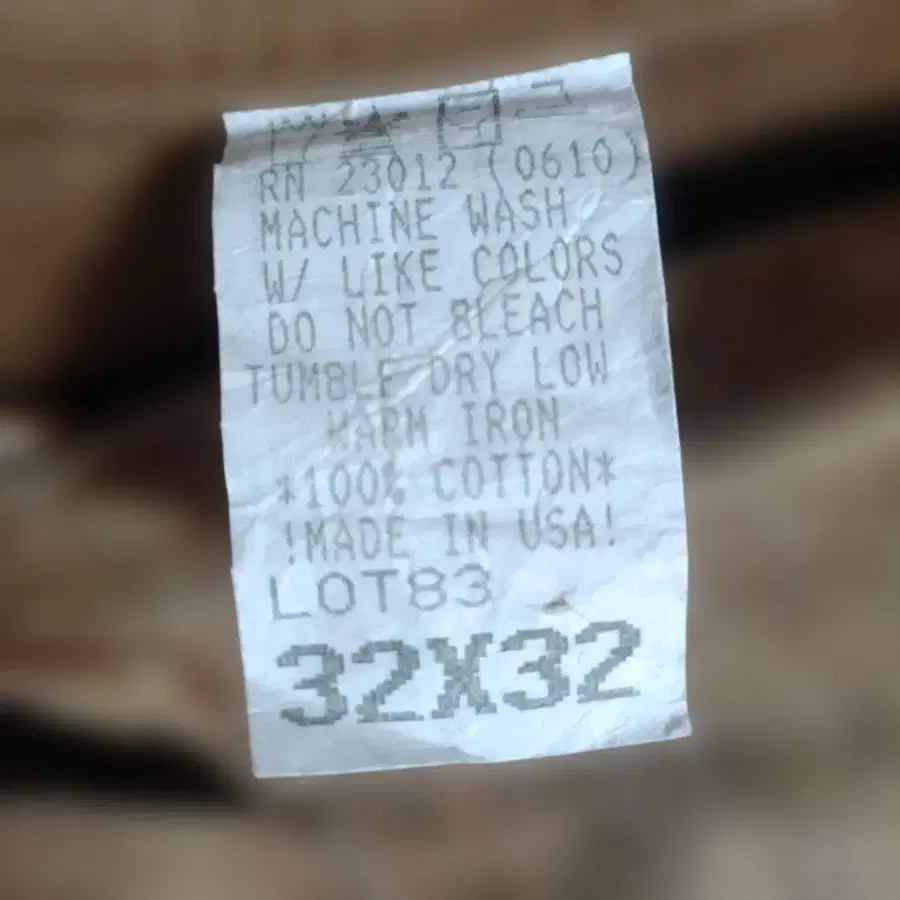 RN 23012 (0610)
MACHINE WASH
W/ LIKE COLORS
DO NOT BLEACH
TUMBLE DRY LOW
WARM IRON
*100% COTTON*
!MADE IN USA!
LOT83
32X32